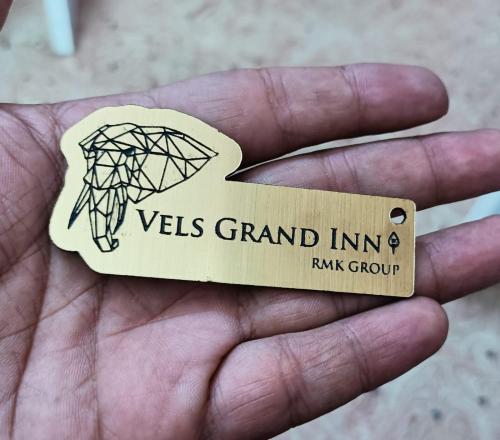 VELS GRAND INN
RMK GROUP